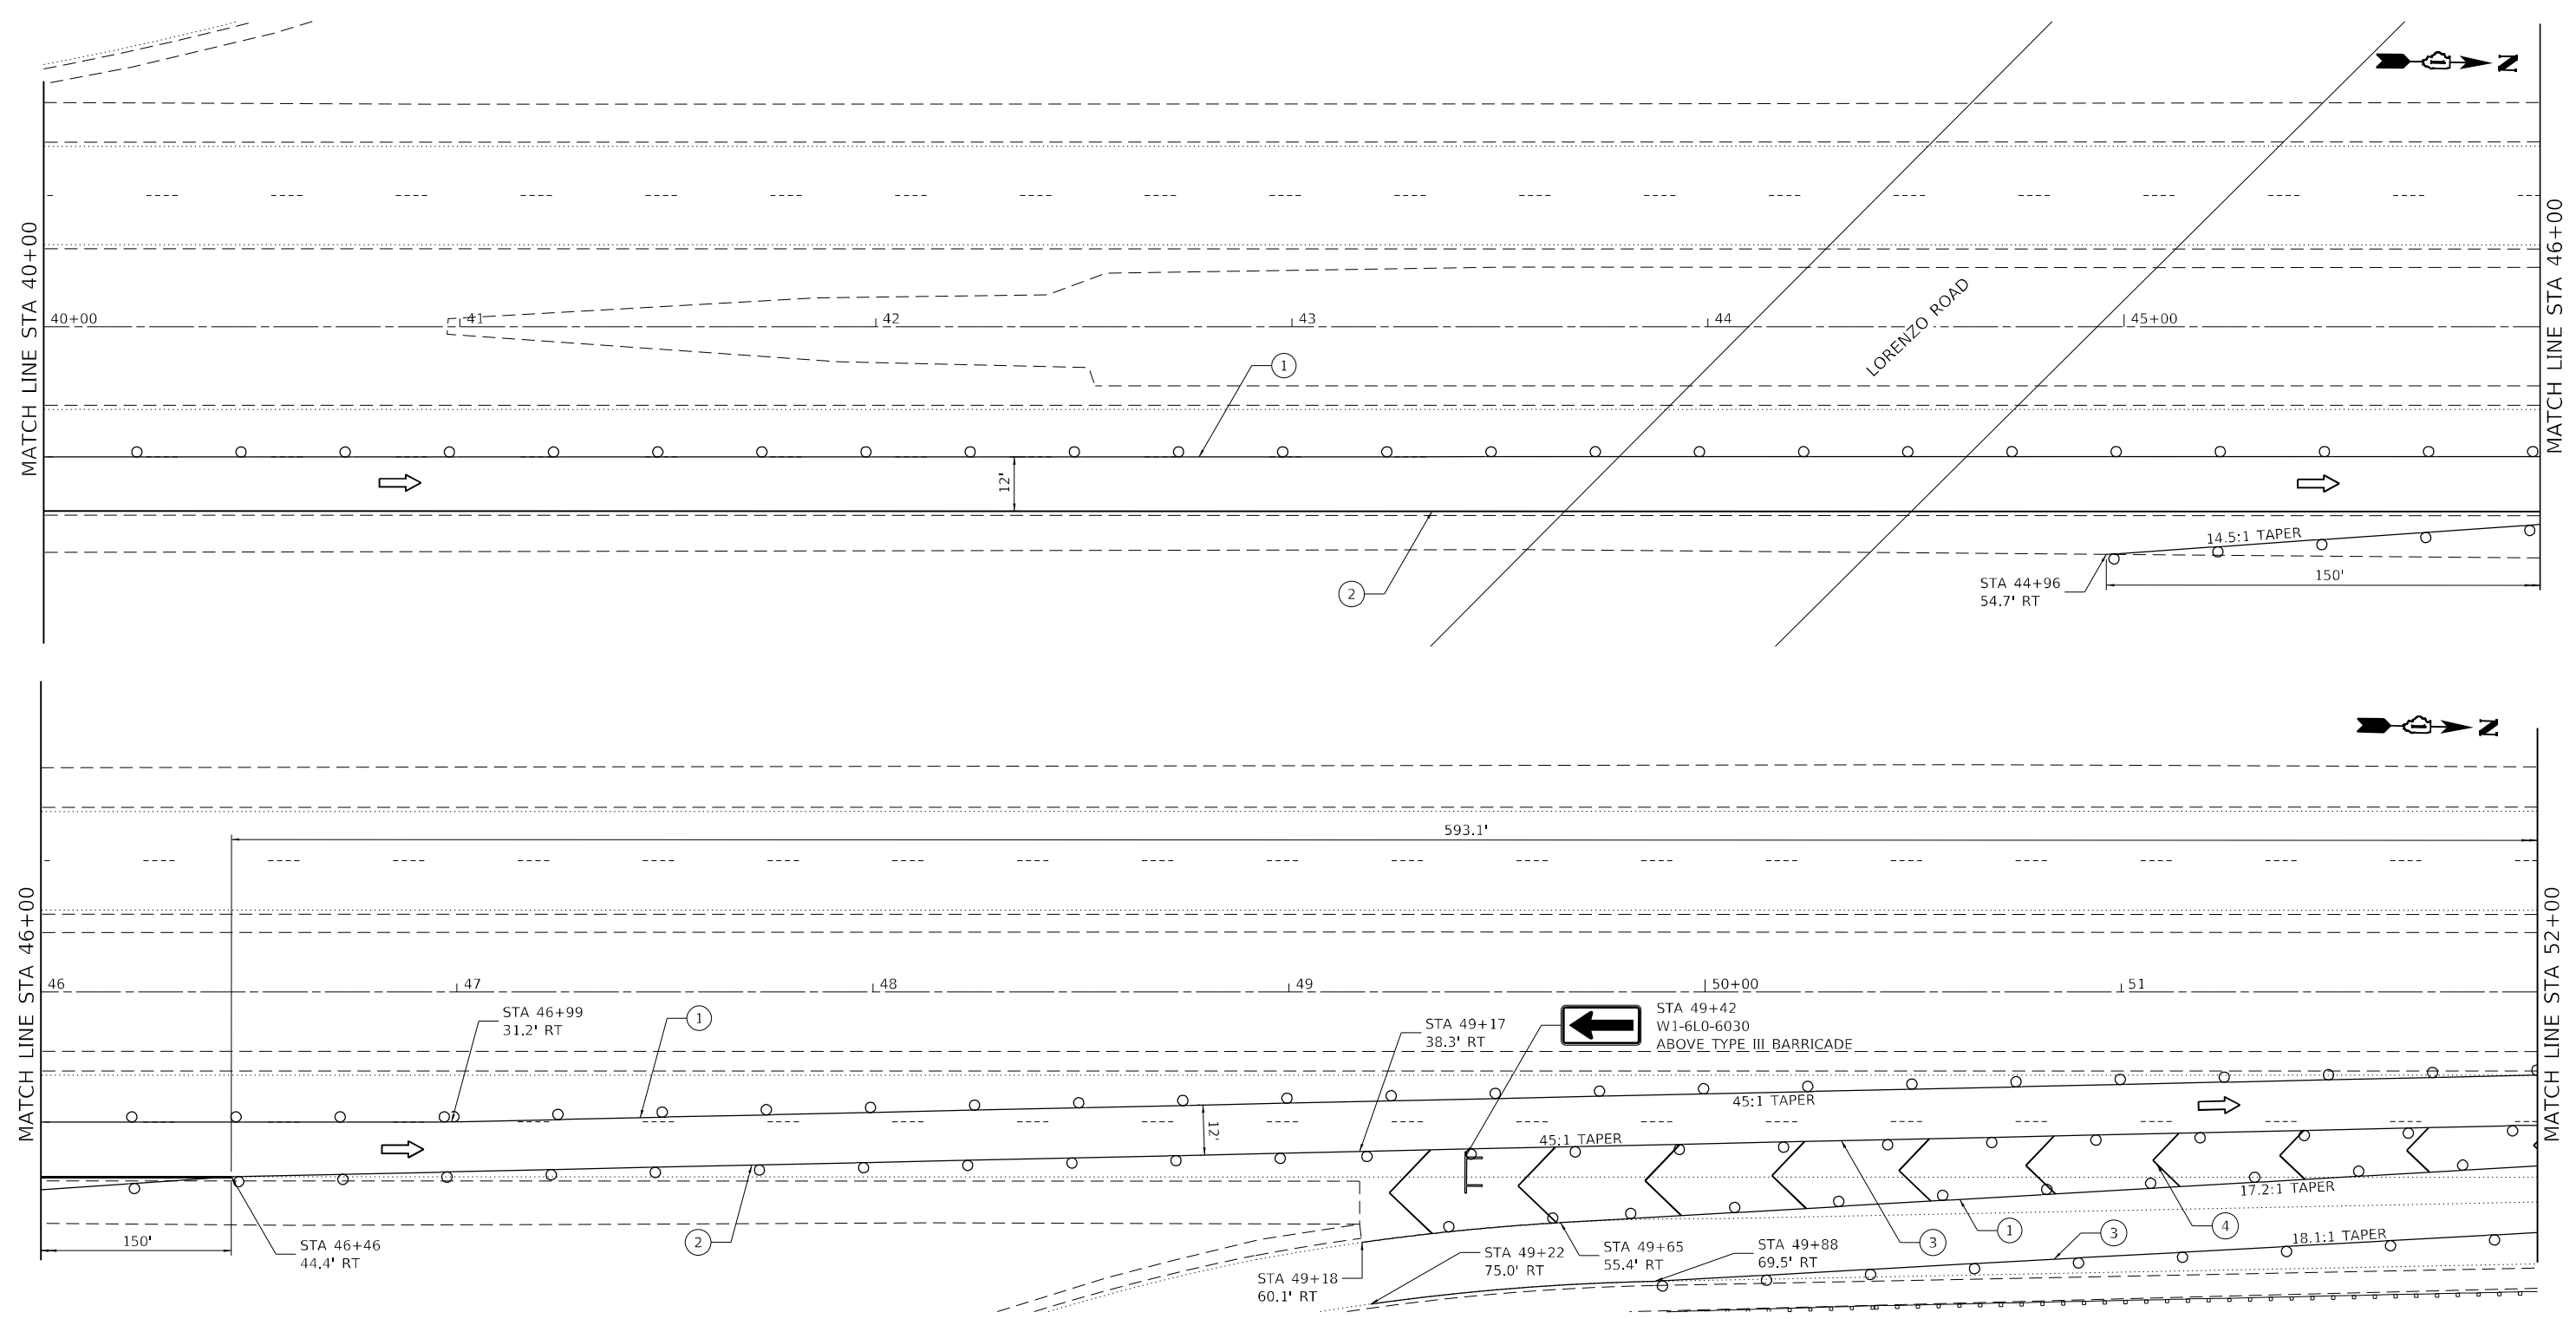 N
MATCH LINE STA 40+00
MATCH LINE STA 46+00
40+00
41
42
43
44
45+00
LORENZO ROAD
1
12'
14.5:1 TAPER
150'
2
STA 44+96
54.7' RT
N
593.1'
MATCH LINE STA 46+00
MATCH LINE STA 52+00
46
47
48
49
50+00
51
STA 46+99
31.2' RT
1
STA 49+17
38.3' RT
STA 49+42
W1-6L0-6030
ABOVE TYPE III BARRICADE
45:1 TAPER
12'
45:1 TAPER
17.2:1 TAPER
150'
STA 46+46
44.4' RT
2
STA 49+18
60.1' RT
STA 49+22
75.0' RT
STA 49+65
55.4' RT
STA 49+88
69.5' RT
3
1
3
4
18.1:1 TAPER